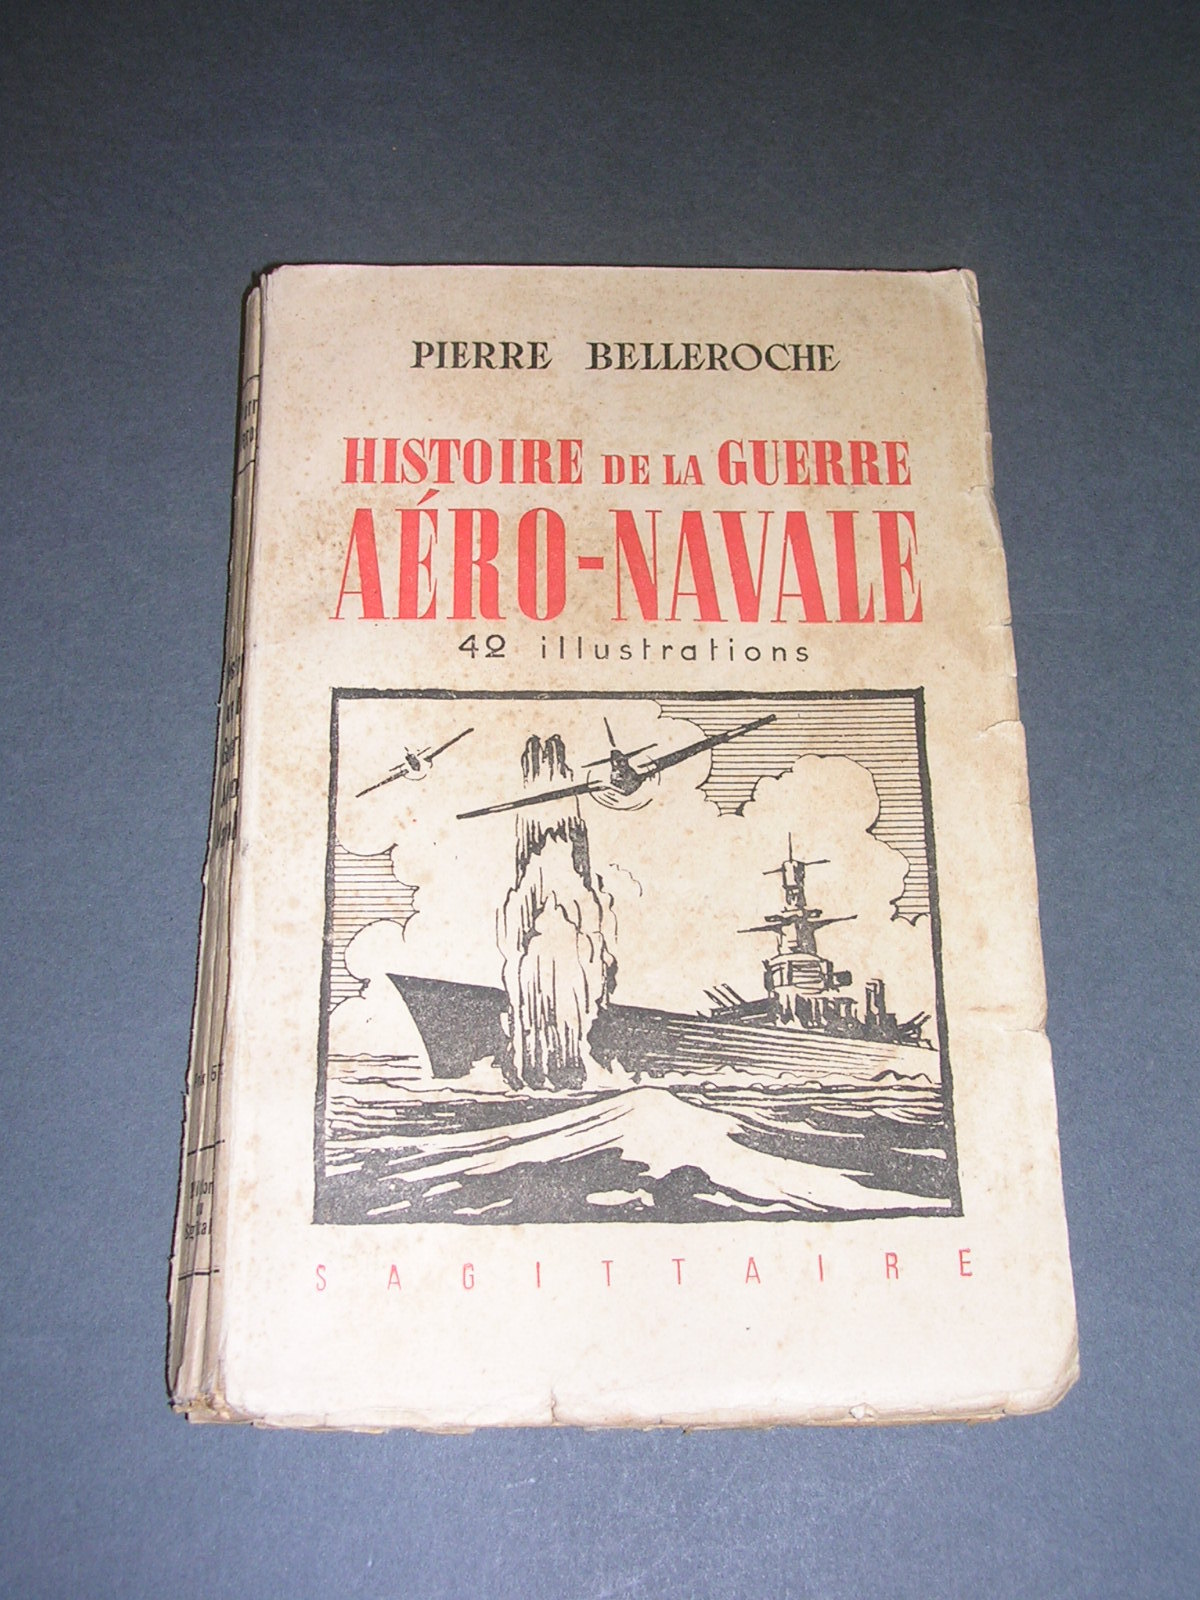 PIERRE BELLEROCHE
HISTOIRE DE LA GUERRE
AÉRO-NAVALE
42 illustrations
SAGITTAIRE